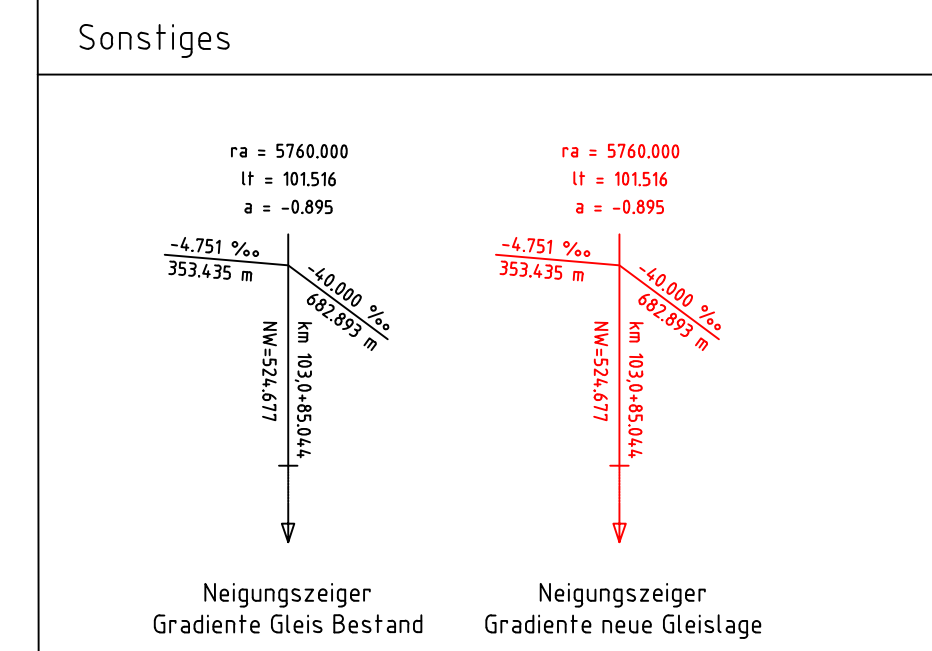 Sonstiges
ra = 5760.000
lt = 101.516
a = -0.895
-4.751 ‰
353.435 m
-40.000 ‰
682.893 m
km 103,0+85.044
NW=524.677
Neigungszeiger
Gradiente Gleis Bestand
ra = 5760.000
lt = 101.516
a = -0.895
-4.751 ‰
353.435 m
-40.000 ‰
682.893 m
km 103,0+85.044
NW=524.677
Neigungszeiger
Gradiente neue Gleislage